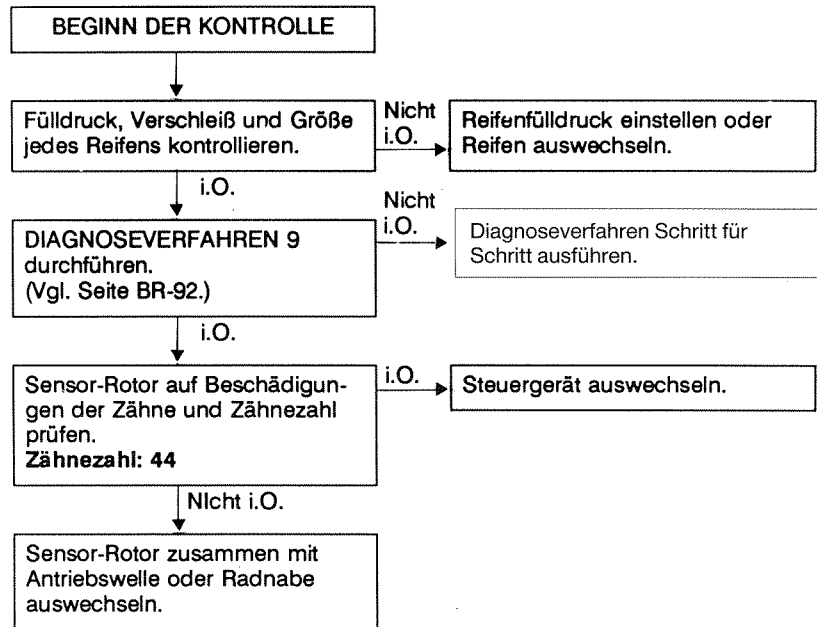 BEGINN DER KONTROLLE
Fülldruck, Verschleiß und Größe
jedes Reifens kontrollieren.
Nicht
i.O.
Reifenfülldruck einstellen oder
Reifen auswechseln.
i.O.
DIAGNOSEVERFAHREN 9
durchführen.
(Vgl. Seite BR-92.)
Nicht
i.O.
Diagnoseverfahren Schritt für
Schritt ausführen.
i.O.
Sensor-Rotor auf Beschädigun-
gen der Zähne und Zähnezahl
prüfen.
Zähnezahl: 44
i.O.
Steuergerät auswechseln.
NIcht i.O.
Sensor-Rotor zusammen mit
Antriebswelle oder Radnabe
auswechseln.